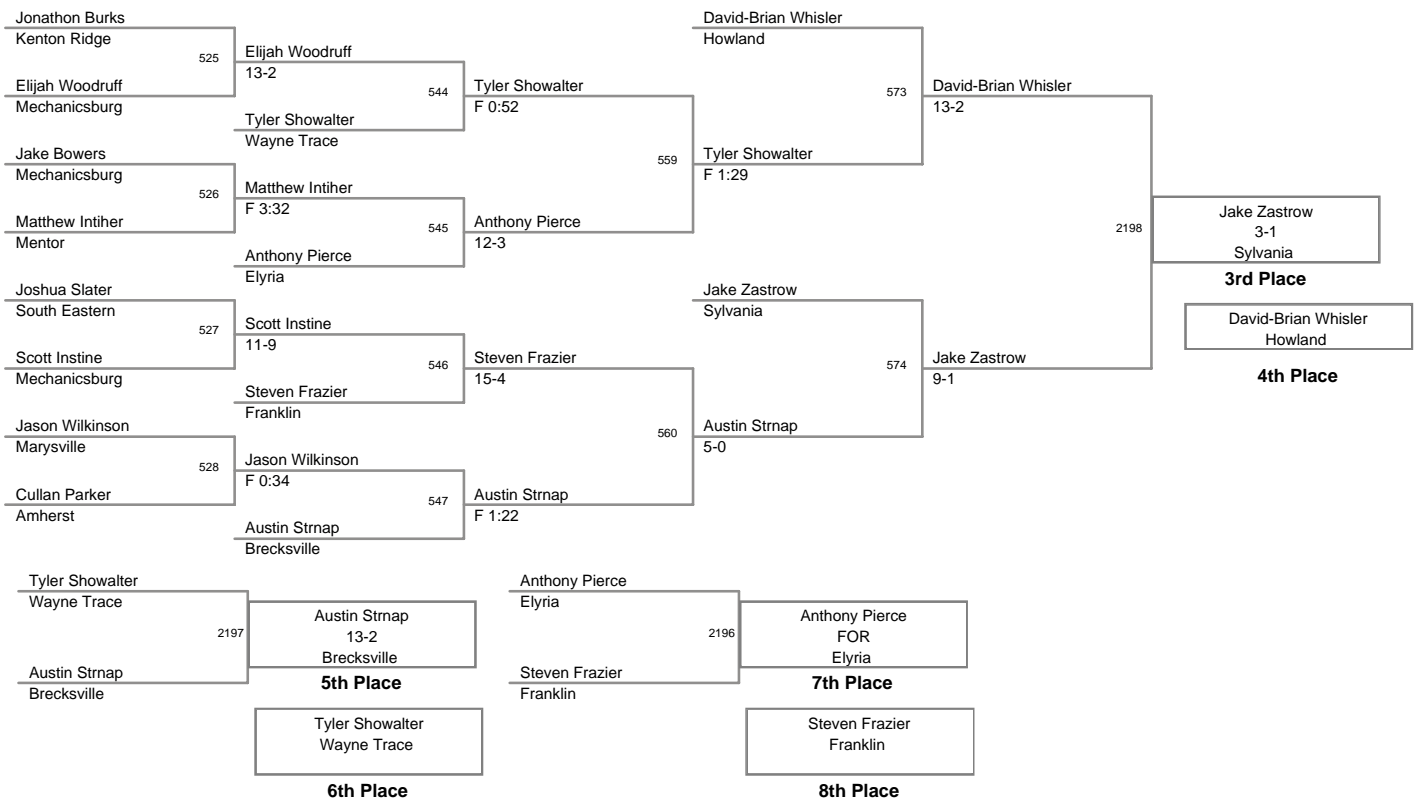 Jonathon Burks
Kenton Ridge
525
Elijah Woodruff
Mechanicsburg
Jake Bowers
Mechanicsburg
526
Matthew Intiher
Mentor
Joshua Slater
South Eastern
527
Scott Instine
Mechanicsburg
Jason Wilkinson
Marysville
528
Cullan Parker
Amherst
Elijah Woodruff
13-2
544
Tyler Showalter
Wayne Trace
Matthew Intiher
F 3:32
545
Anthony Pierce
Elyria
Scott Instine
11-9
546
Steven Frazier
Franklin
Jason Wilkinson
F 0:34
547
Austin Strnap
Brecksville
Tyler Showalter
F 0:52
559
Anthony Pierce
12-3
Steven Frazier
15-4
560
Austin Strnap
F 1:22
David-Brian Whisler
Howland
573
Tyler Showalter
F 1:29
Jake Zastrow
Sylvania
574
Austin Strnap
5-0
David-Brian Whisler
13-2
2198
Jake Zastrow
9-1
Jake Zastrow
3-1
Sylvania
3rd Place
David-Brian Whisler
Howland
4th Place
Tyler Showalter
Wayne Trace
2197
Austin Strnap
Brecksville
Austin Strnap
13-2
Brecksville
5th Place
Tyler Showalter
Wayne Trace
6th Place
Anthony Pierce
Elyria
2196
Steven Frazier
Franklin
Anthony Pierce
FOR
Elyria
7th Place
Steven Frazier
Franklin
8th Place